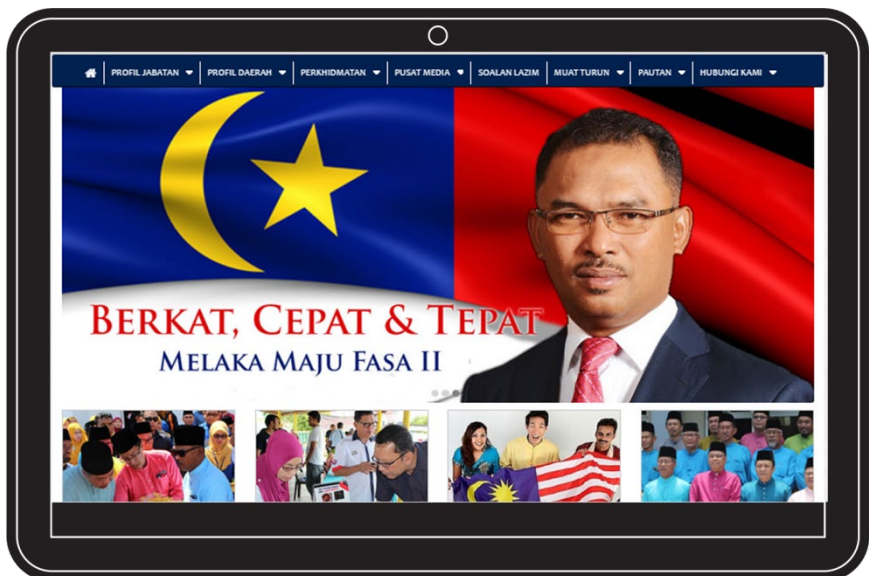 PROFIL JABATAN PROFIL DAERAH PERKHIDMATAN PUSAT MEDIA SOALAN LAZIM MUAT TURUN PAUTAN HUBUNGI KAMI
BERKAT, CEPAT & TEPAT
MELAKA MAJU FASA II